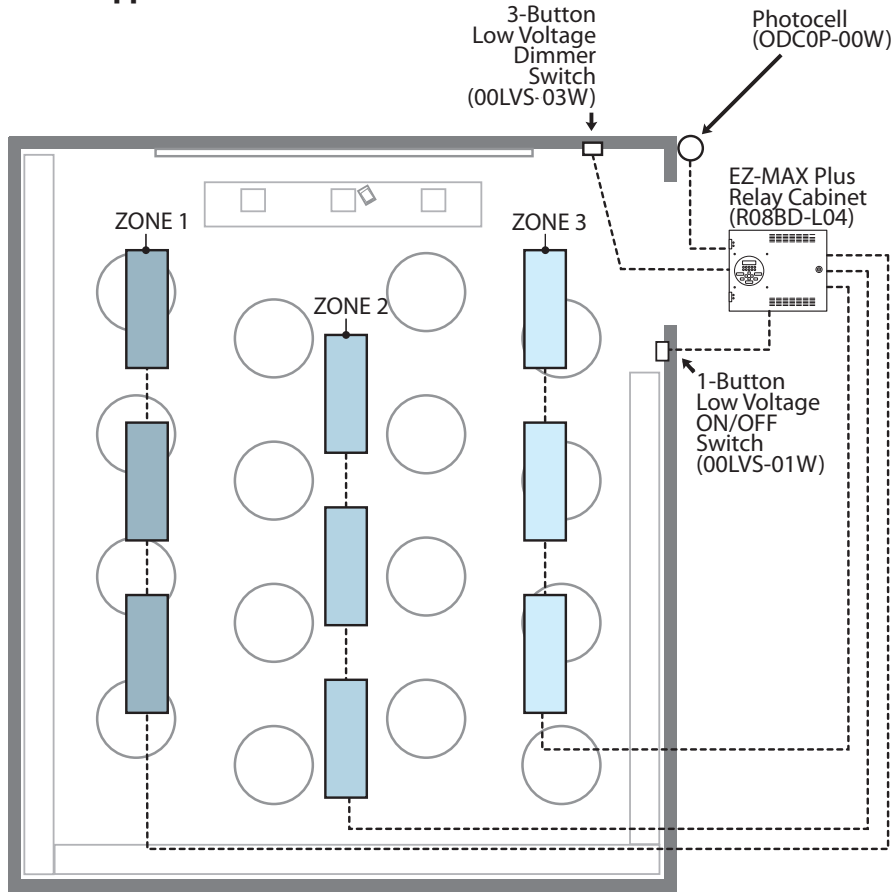 3-Button
Low Voltage
Dimmer
Switch
(00LVS-03W)
Photocell
(ODC0P-00W)
EZ-MAX Plus
Relay Cabinet
(R08BD-L04)
ZONE 1
ZONE 2
ZONE 3
1-Button
Low Voltage
ON/OFF
Switch
(00LVS-01W)